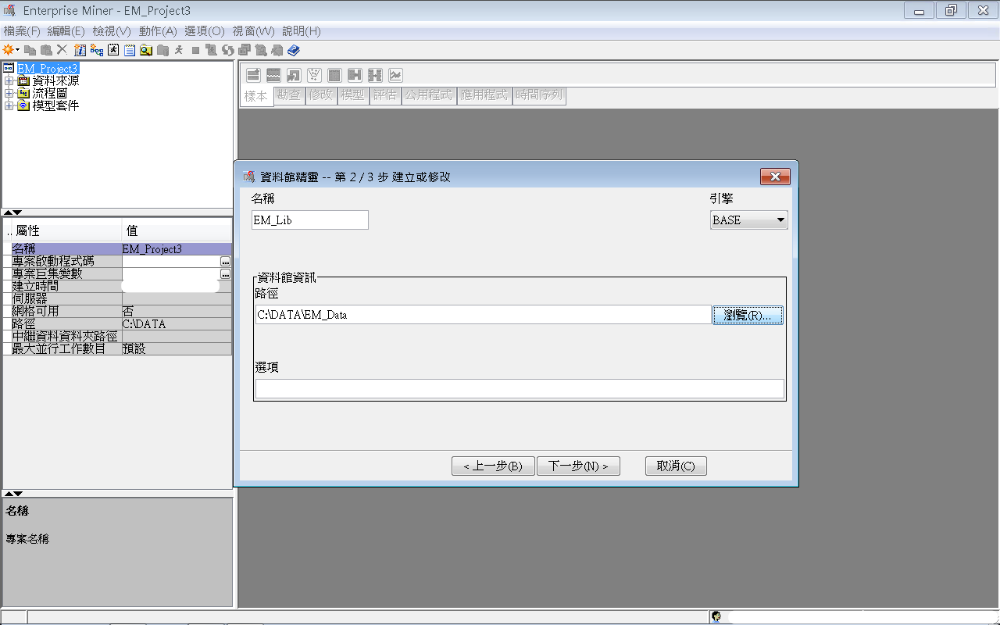 Enterprise Miner - EM_Project3
檔案(F) 編輯(E) 檢視(V) 動作(A) 選項(O) 視窗(W) 說明(H)
EM_Project3
資料來源
流程圖
模型套件
樣本 勘查 修改 模型 評估 公用程式 應用程式 時間序列
.. 屬性 值
名稱 EM_Project3
專案啟動程式碼 ...
專案巨集變數 ...
建立時間
伺服器
網格可用 否
路徑 C:\DATA
中繼資料資料夾路徑
最大並行工作數目 預設
名稱
專案名稱
資料館精靈 -- 第 2 / 3 步 建立或修改
名稱 引擎
EM_Lib BASE
資料館資訊
路徑
C:\DATA\EM_Data 瀏覽(R)...
選項
< 上一步(B) 下一步(N) > 取消(C)